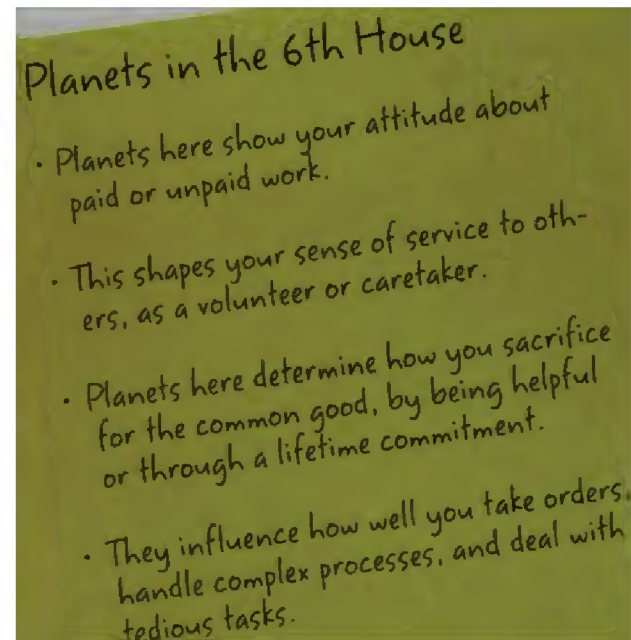 Planets in the 6th House
· Planets here show your attitude about
paid or unpaid work.
· This shapes your sense of service to oth-
ers, as a volunteer or caretaker.
· Planets here determine how you sacrifice
for the common good, by being helpful
or through a lifetime commitment.
· They influence how well you take orders,
handle complex processes, and deal with
tedious tasks.